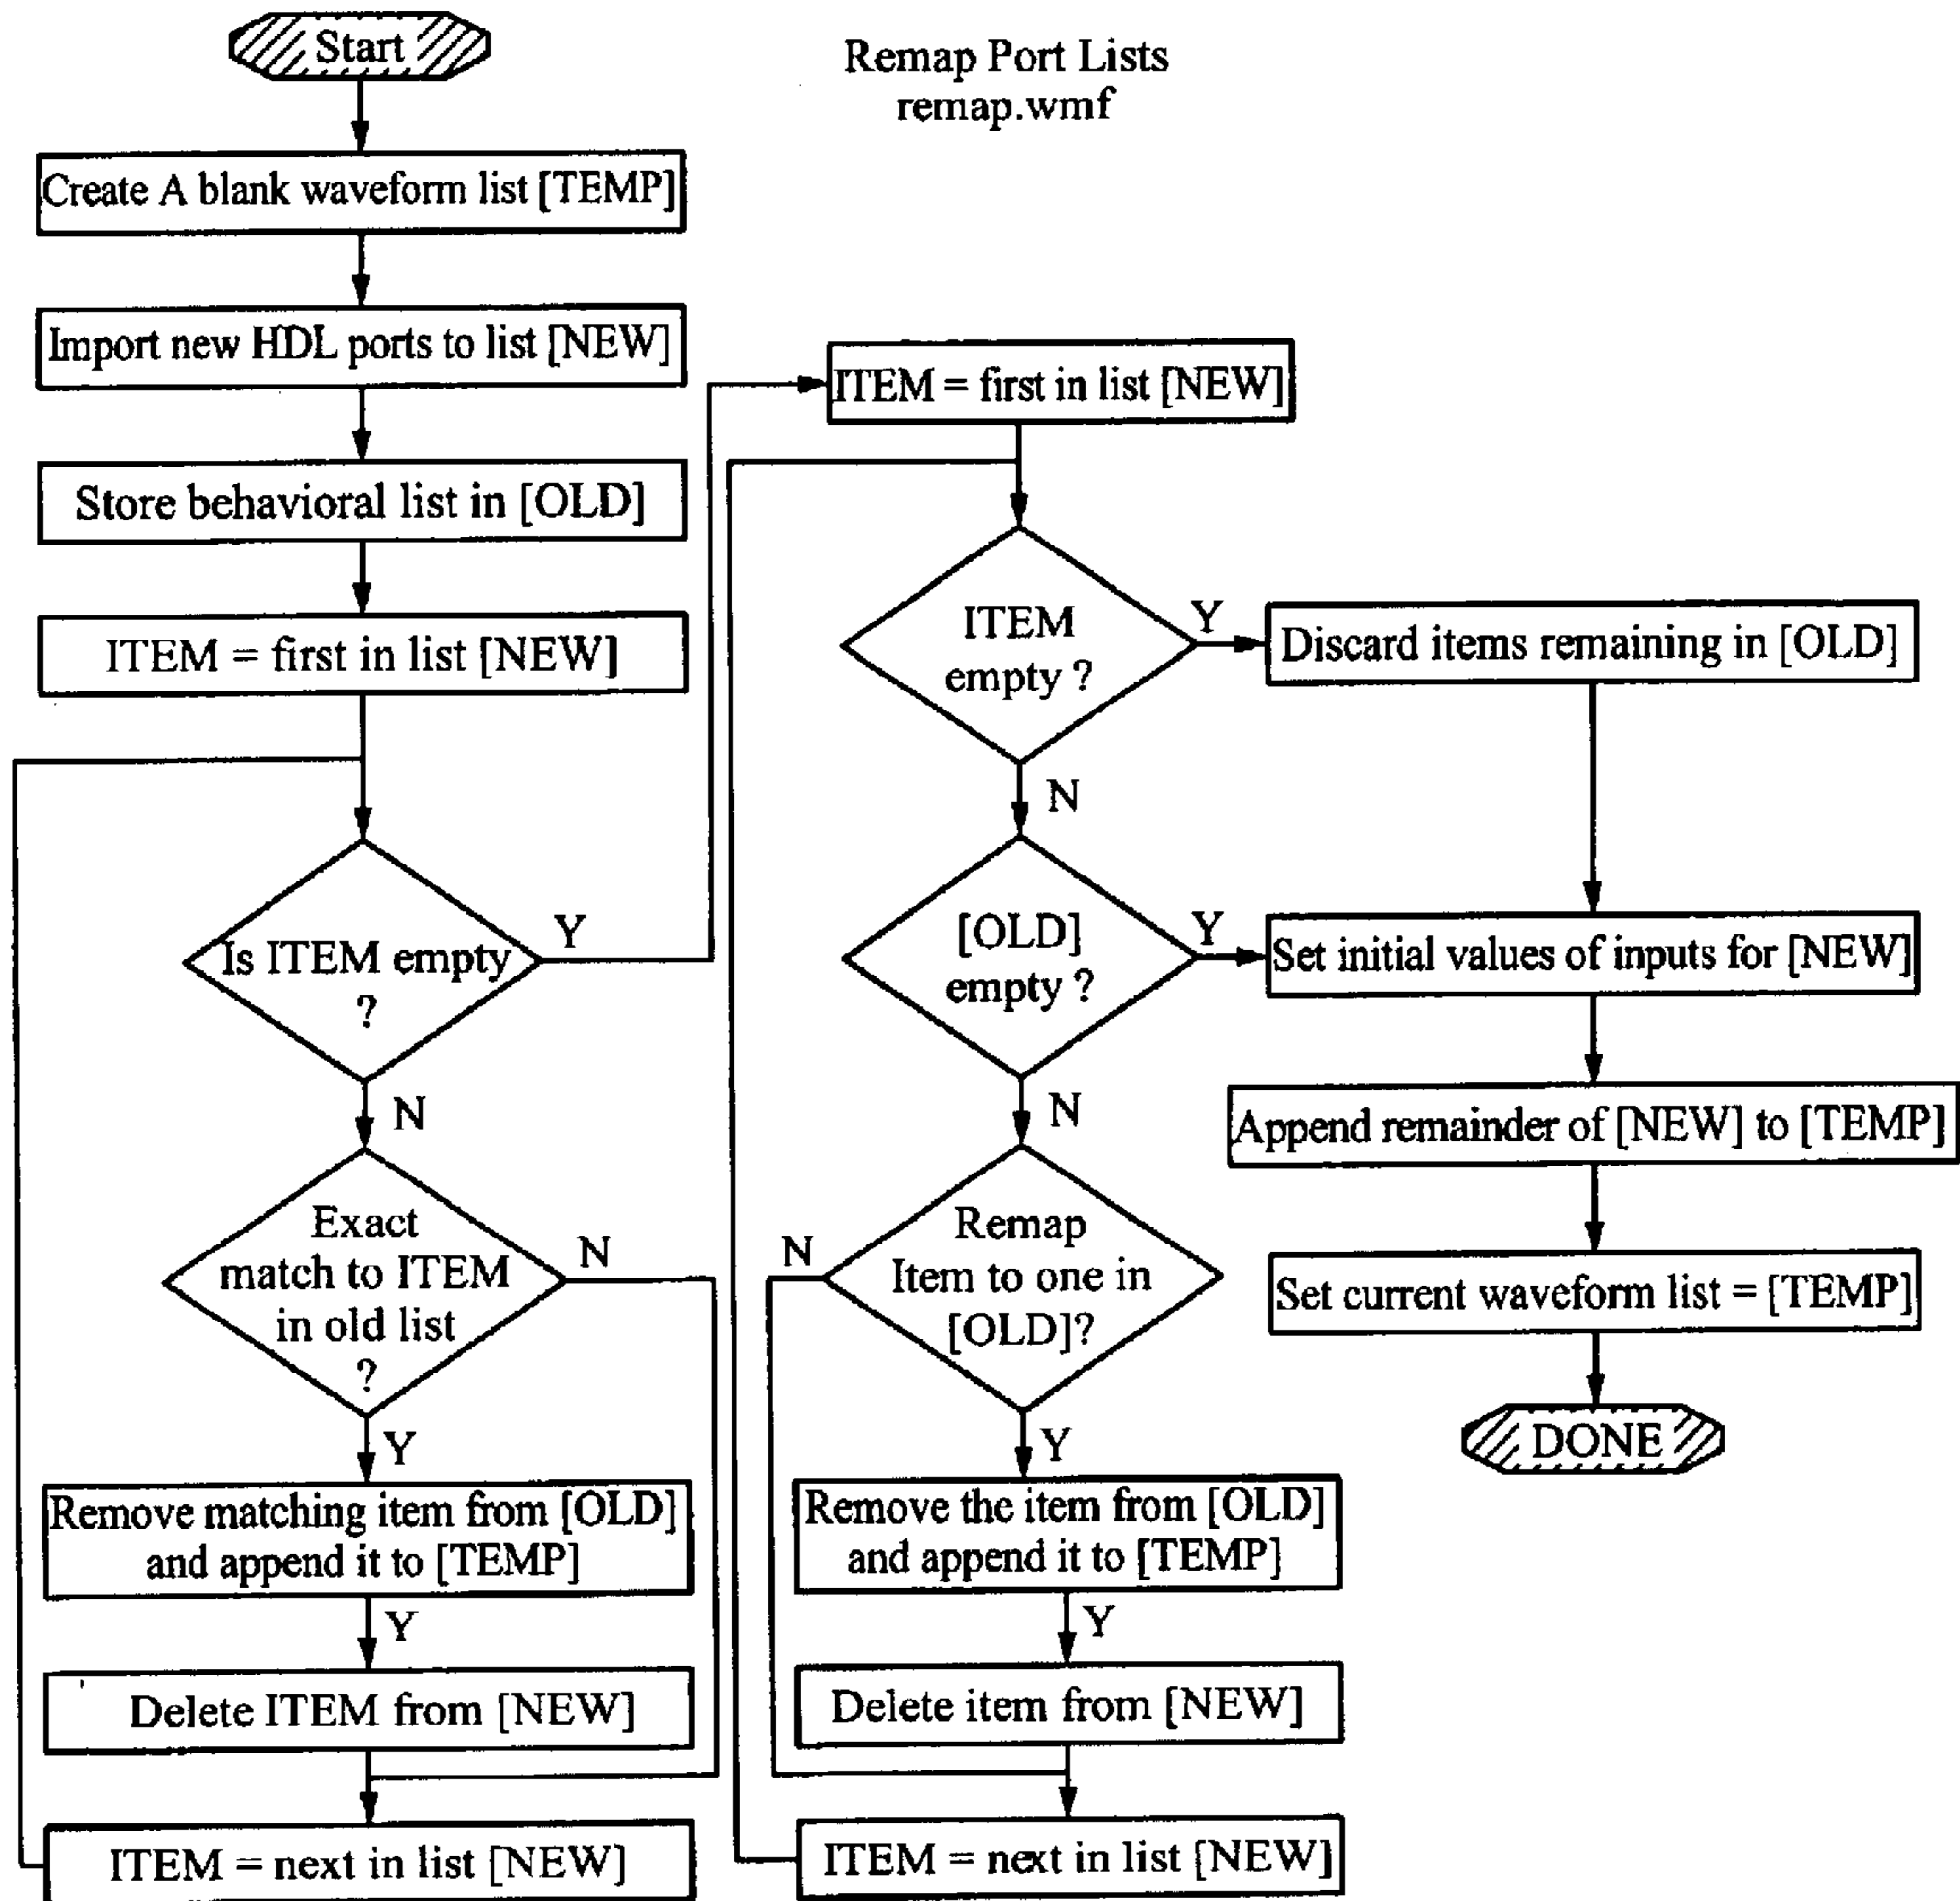 Start
Remap Port Lists
remap.wmf
Create A blank waveform list [TEMP]
Import new HDL ports to list [NEW]
Store behavioral list in [OLD]
ITEM = first in list [NEW]
Is ITEM empty
?
Y
N
Exact
match to ITEM
in old list
?
N
Y
Remove matching item from [OLD]
and append it to [TEMP]
Y
Delete ITEM from [NEW]
ITEM = next in list [NEW]
ITEM = first in list [NEW]
ITEM
empty ?
Y
N
[OLD]
empty ?
Y
N
Remap
Item to one in
[OLD]?
N
Y
Remove the item from [OLD]
and append it to [TEMP]
Y
Delete item from [NEW]
ITEM = next in list [NEW]
Discard items remaining in [OLD]
Set initial values of inputs for [NEW]
Append remainder of [NEW] to [TEMP]
Set current waveform list = [TEMP]
DONE